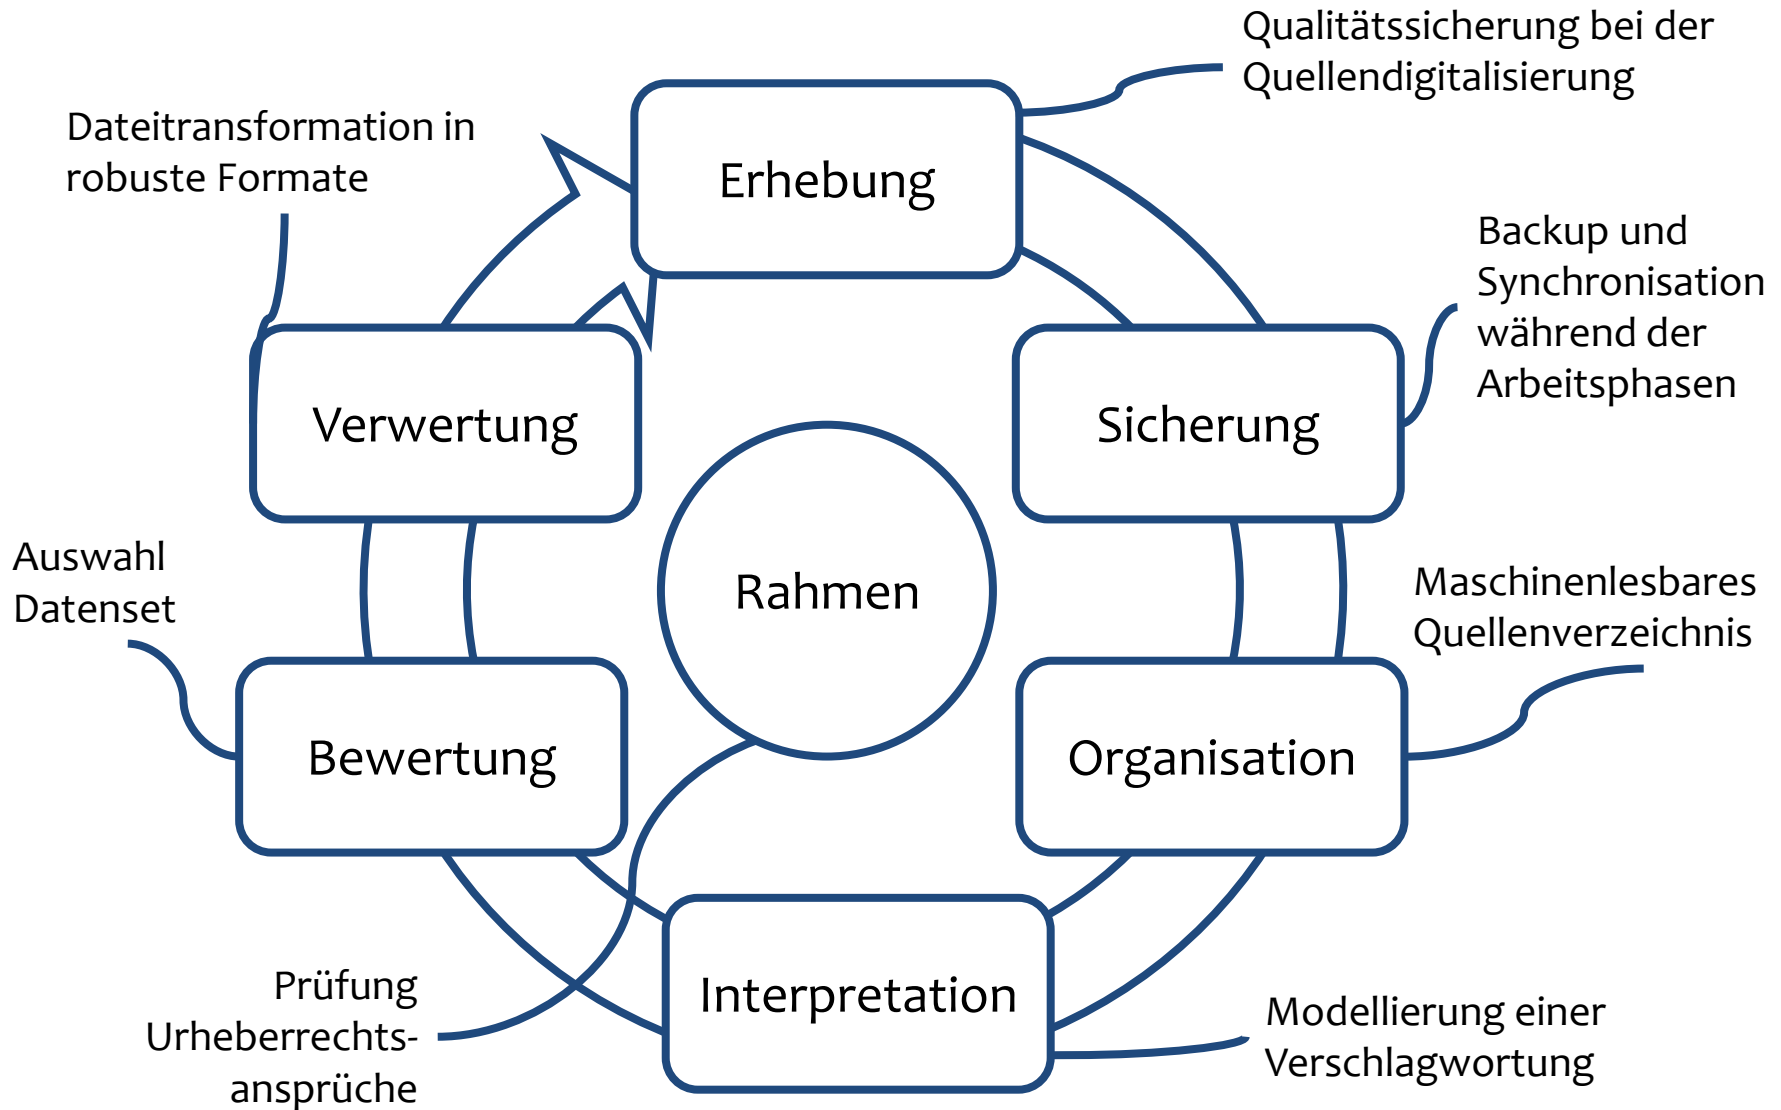 Qualitätssicherung bei der
Quellendigitalisierung
Dateitransformation in
robuste Formate
Erhebung
Backup und
Synchronisation
während der
Arbeitsphasen
Verwertung
Sicherung
Auswahl
Datenset
Rahmen
Maschinenlesbares
Quellenverzeichnis
Bewertung
Organisation
Prüfung
Urheberrechts-
ansprüche
Interpretation
Modellierung einer
Verschlagwortung